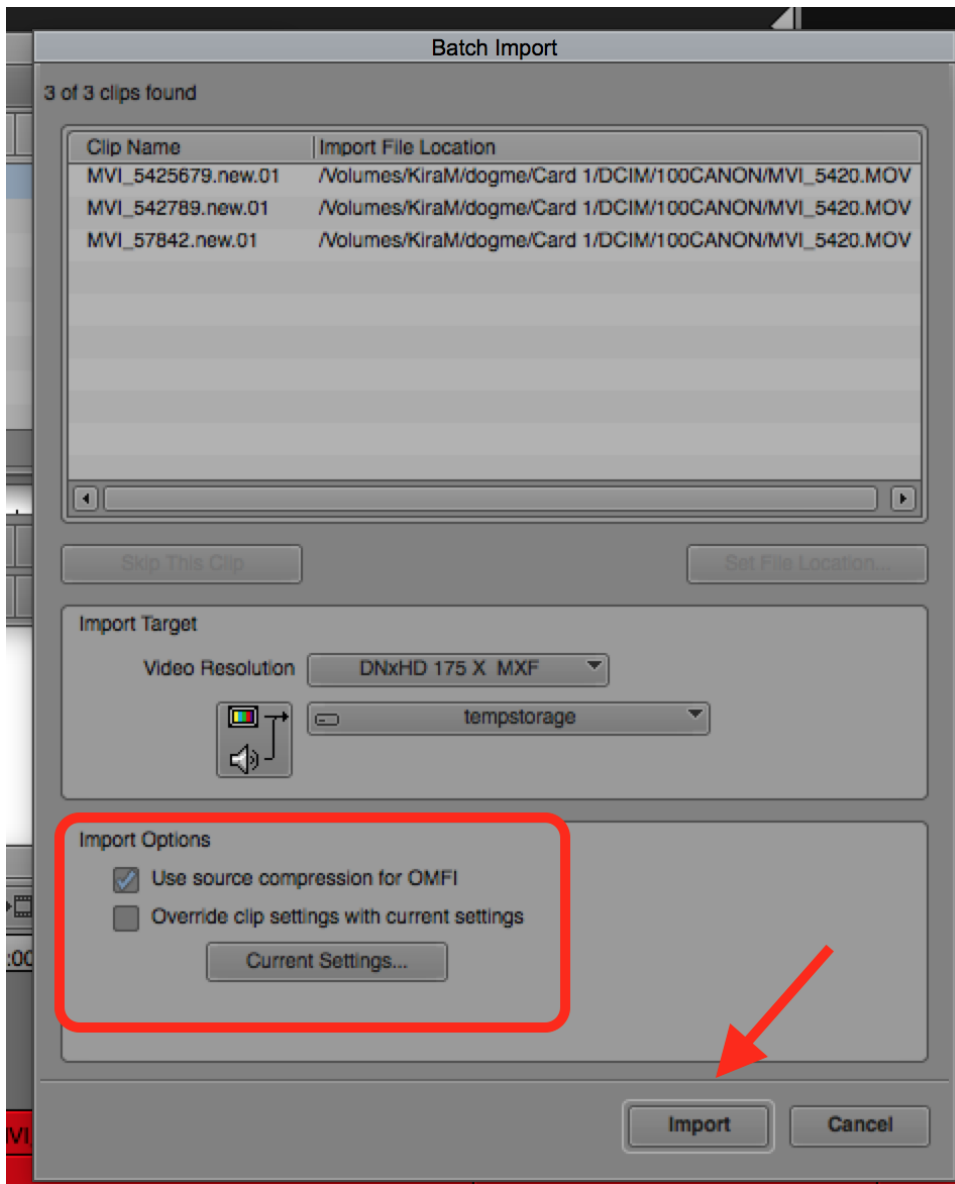 Batch Import
3 of 3 clips found
Clip Name Import File Location
MVI_5425679.new.01 /Volumes/KiraM/dogme/Card 1/DCIM/100CANON/MVI_5420.MOV
MVI_542789.new.01 /Volumes/KiraM/dogme/Card 1/DCIM/100CANON/MVI_5420.MOV
MVI_57842.new.01 /Volumes/KiraM/dogme/Card 1/DCIM/100CANON/MVI_5420.MOV
Skip This Clip Set File Location...
Import Target
Video Resolution DNxHD 175 X MXF
tempstorage
Import Options
Use source compression for OMFI
Override clip settings with current settings
Current Settings...
:00
Import Cancel
MVI